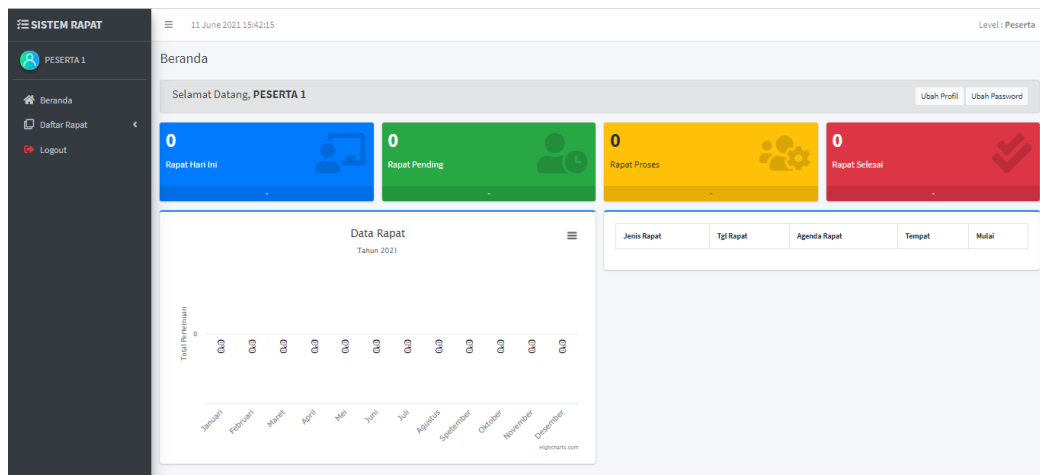 SISTEM RAPAT
11 June 2021 15:42:15
Level : Peserta
PESERTA 1
Beranda
Daftar Rapat
Logout
Beranda
Selamat Datang, PESERTA 1
Ubah Profil
Ubah Password
0
Rapat Hari Ini
-
0
Rapat Pending
-
0
Rapat Proses
-
0
Rapat Selesai
-
Data Rapat
Tahun 2021
Total Pertemuan
0
0.0 0.0 0.0 0.0 0.0 0.0 0.0 0.0 0.0 0.0 0.0 0.0
Januari Februari Maret April Mei Juni Juli Agustus Spetember Oktober November Desember
Highcharts.com
Jenis Rapat Tgl Rapat Agenda Rapat Tempat Mulai